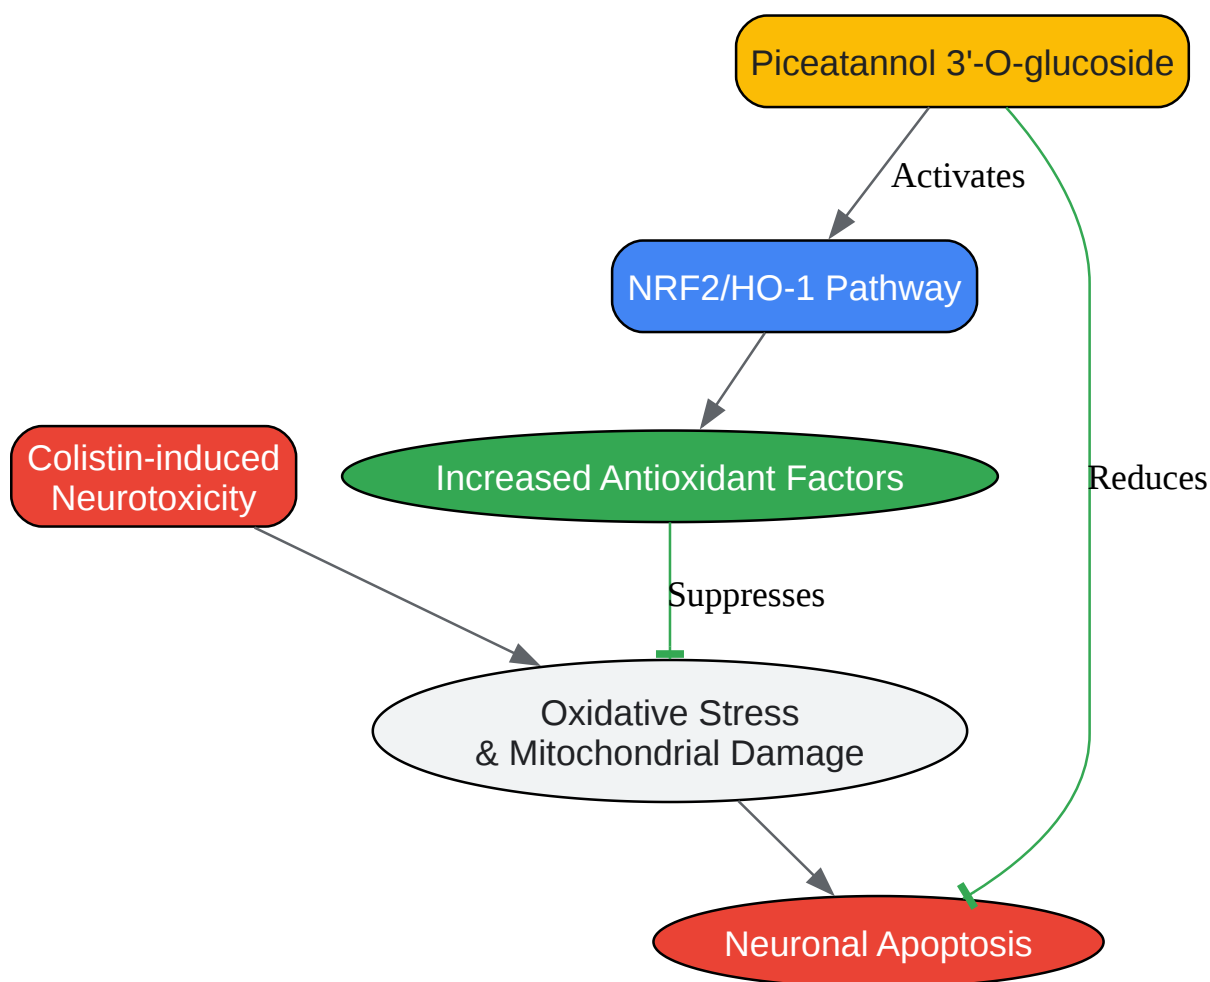 Piceatannol 3'-O-glucoside
Activates
NRF2/HO-1 Pathway
Colistin-induced
Neurotoxicity
Increased Antioxidant Factors
Reduces
Suppresses
Oxidative Stress
& Mitochondrial Damage
Neuronal Apoptosis